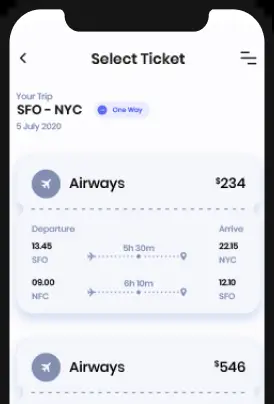 Select Ticket
Your Trip
SFO - NYC One Way
5 July 2020
Airways $234
Departure Arrive
13.45 5h 30m 22.15
SFO NYC
09.00 6h 10m 12.10
NFC SFO
Airways $546